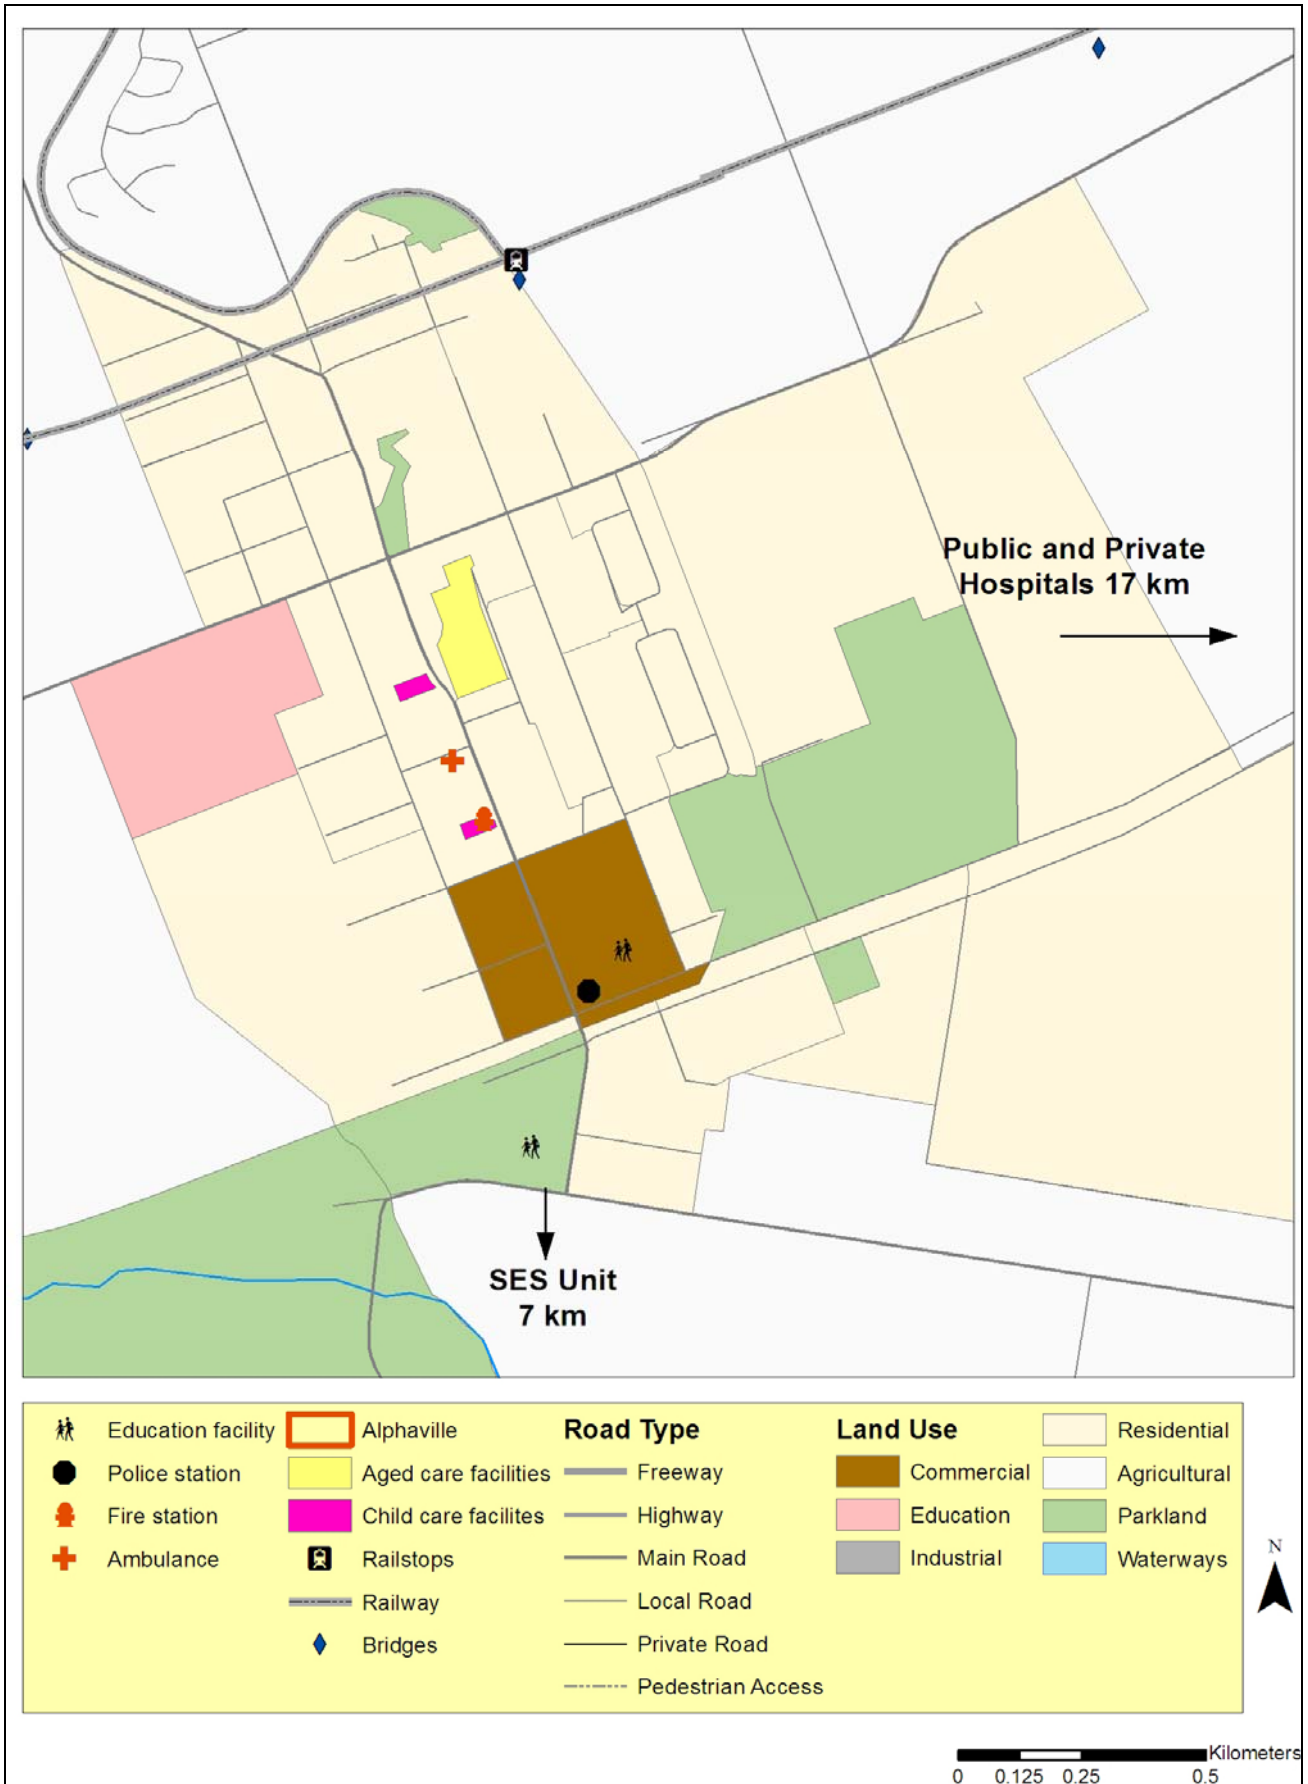 Public and Private
Hospitals 17 km
SES Unit
7 km
Education facility
Police station
Fire station
Ambulance
Alphaville
Aged care facilities
Child care facilites
Railstops
Railway
Bridges
Road Type
Freeway
Highway
Main Road
Local Road
Private Road
Pedestrian Access
Land Use
Commercial
Education
Industrial
Residential
Agricultural
Parkland
Waterways
N
Kilometers
0 0.125 0.25 0.5